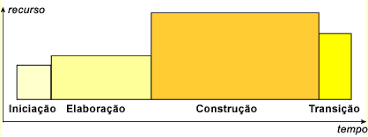 recurso
Iniciação Elaboração Construção Transição
tempo